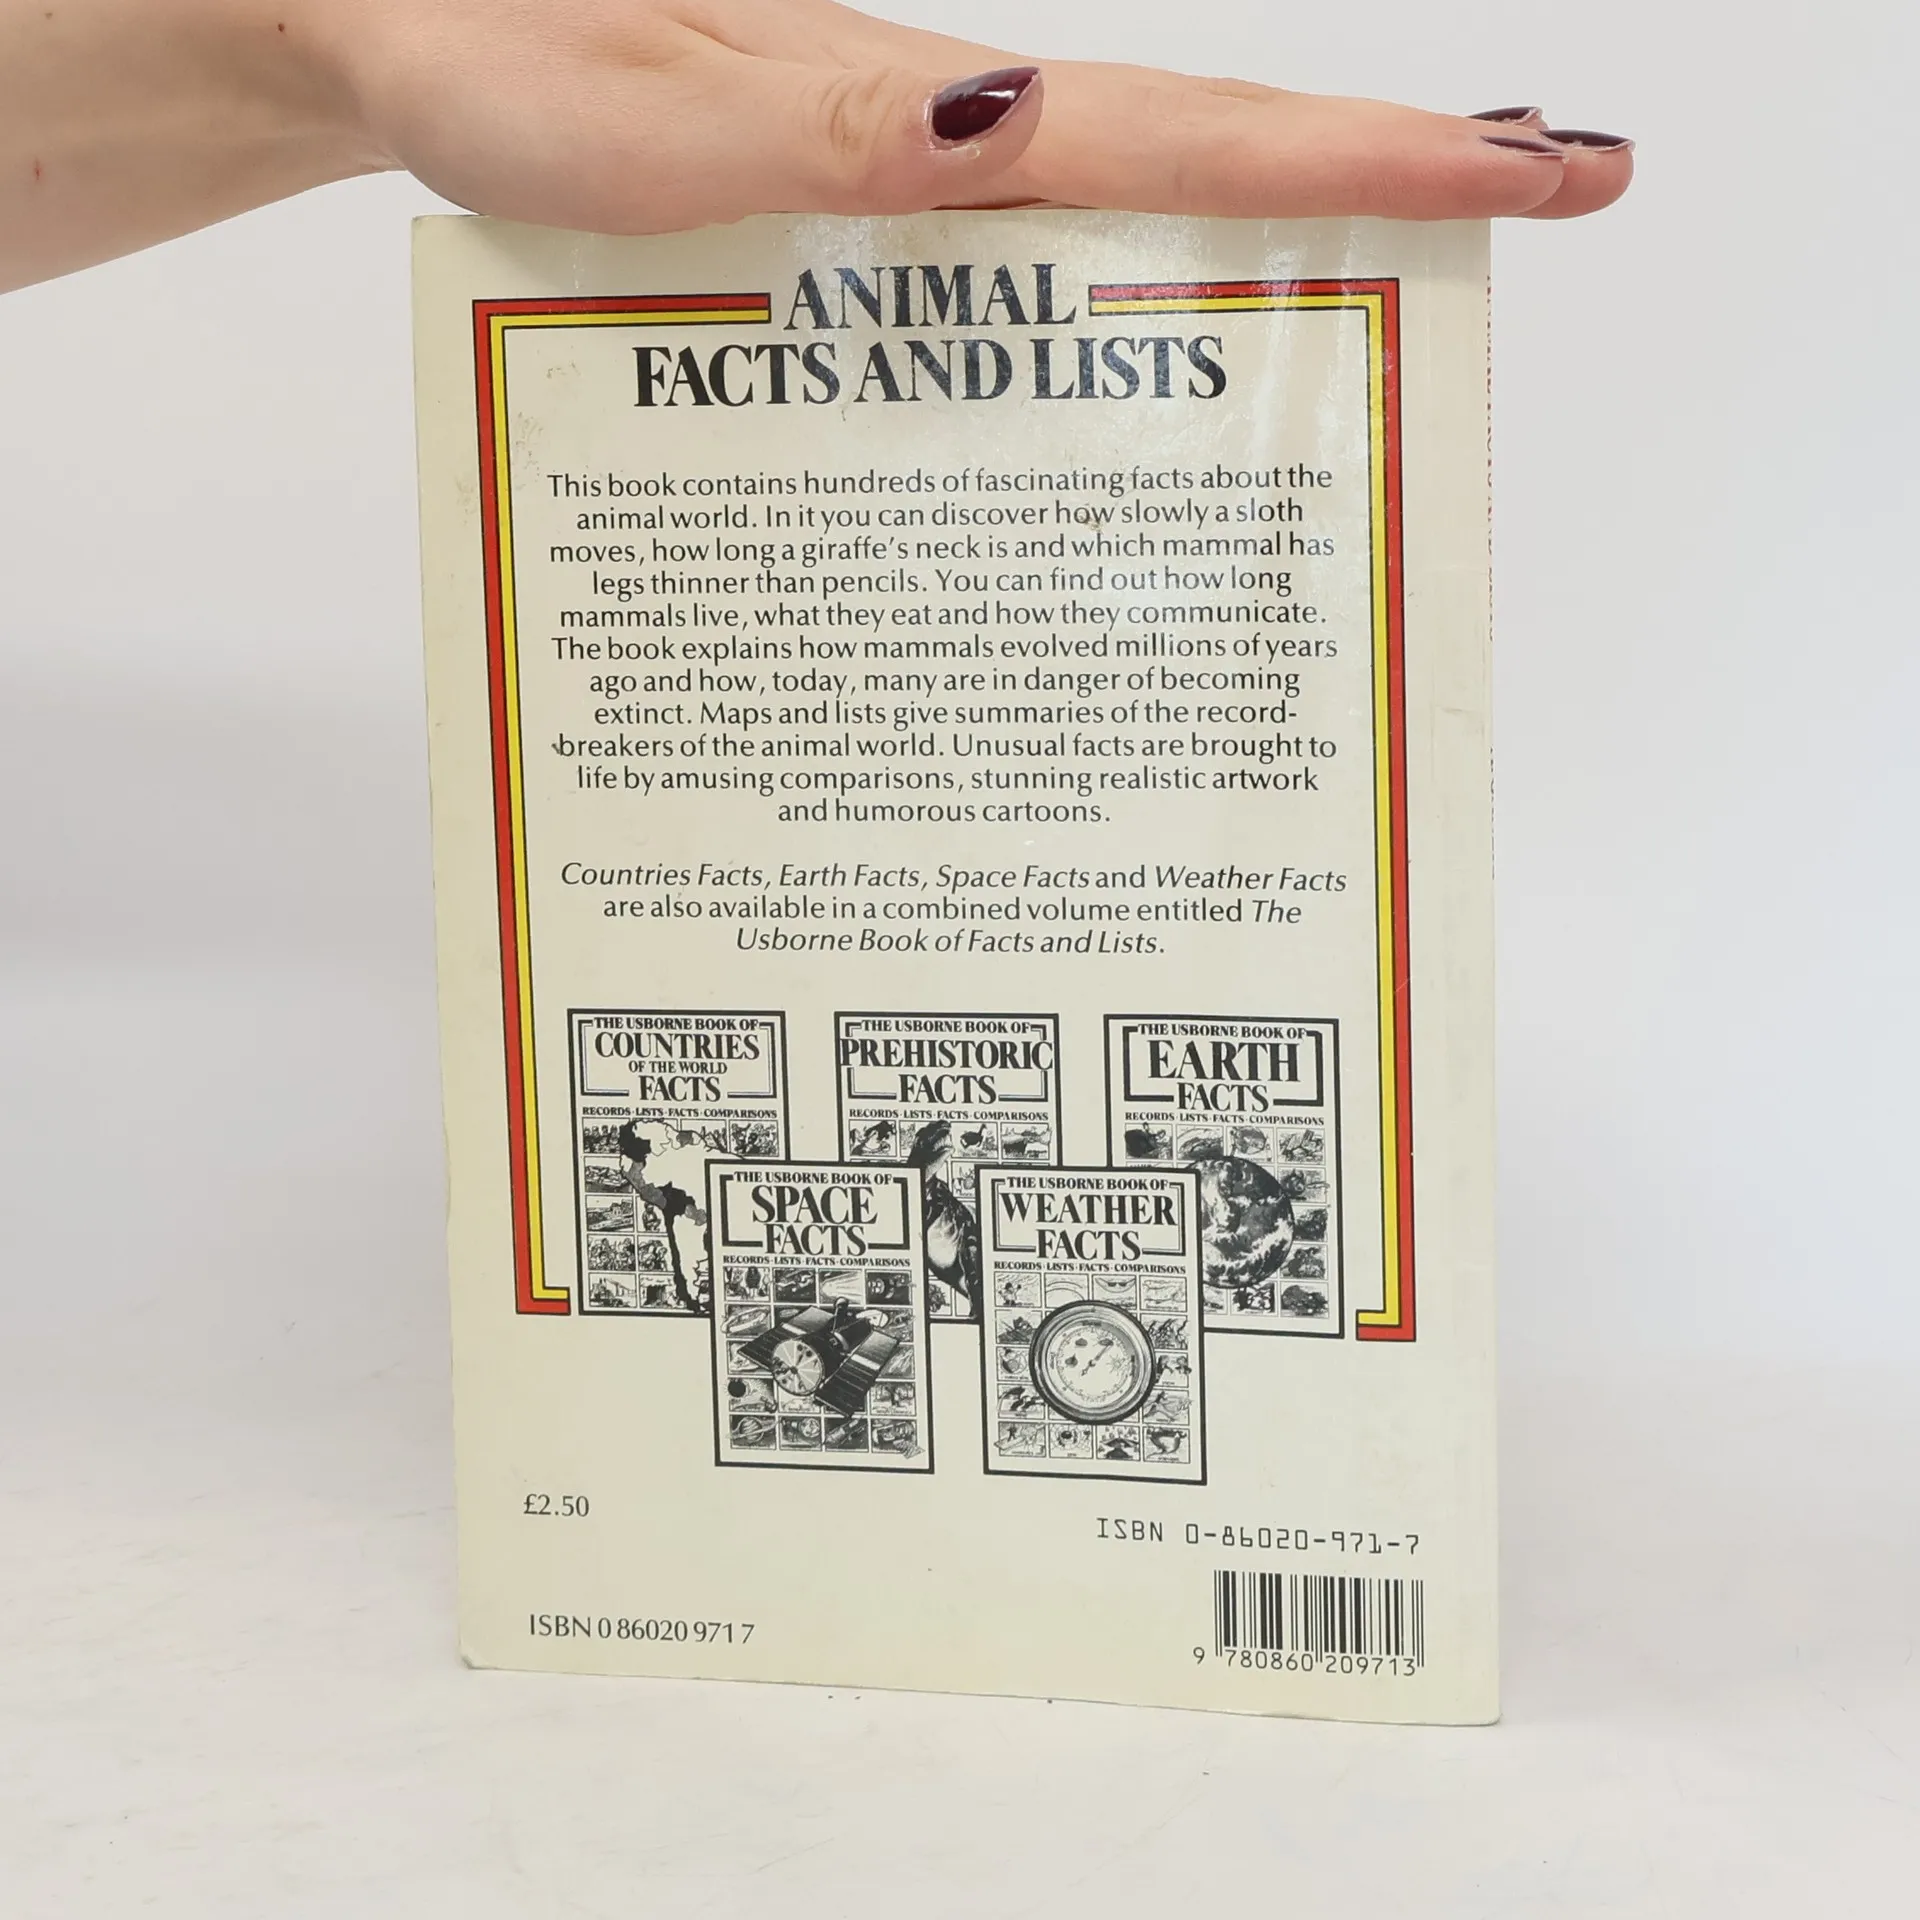 ANIMAL
FACTS AND LISTS
This book contains hundreds of fascinating facts about the
animal world. In it you can discover how slowly a sloth
moves, how long a giraffe's neck is and which mammal has
legs thinner than pencils. You can find out how long
mammals live, what they eat and how they communicate.
The book explains how mammals evolved millions of years
ago and how, today, many are in danger of becoming
extinct. Maps and lists give summaries of the record-
breakers of the animal world. Unusual facts are brought to
life by amusing comparisons, stunning realistic artwork
and humorous cartoons.
Countries Facts, Earth Facts, Space Facts and Weather Facts
are also available in a combined volume entitled The
Usborne Book of Facts and Lists.
THE USBORNE BOOK OF
COUNTRIES
OF THE WORLD
FACTS
RECORDS·LISTS·FACTS·COMPARISONS
THE USBORNE BOOK OF
PREHISTORIC
FACTS
RECORDS·LISTS·FACTS·COMPARISONS
THE USBORNE BOOK OF
EARTH
FACTS
RECORDS·LISTS·FACTS·COMPARISONS
THE USBORNE BOOK OF
SPACE
FACTS
RECORDS·LISTS·FACTS·COMPARISONS
THE USBORNE BOOK OF
WEATHER
FACTS
RECORDS·LISTS·FACTS·COMPARISONS
£2.50
ISBN 0-86020-971-7
ISBN 0 86020 971 7
9 780860 209713